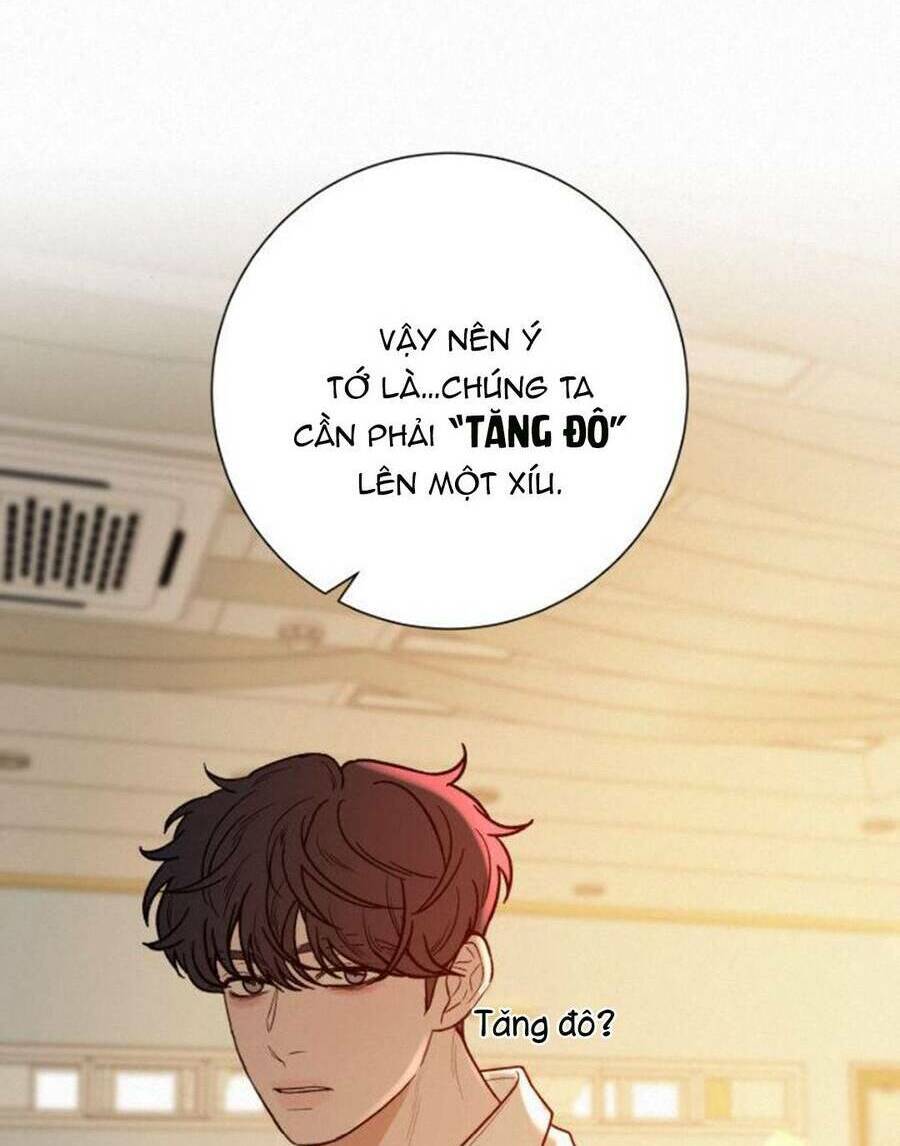 VẬY NÊN Ý
TỚ LÀ...CHÚNG TA
CẦN PHẢI "TĂNG ĐÔ"
LÊN MỘT XÍU.
Tăng đô?